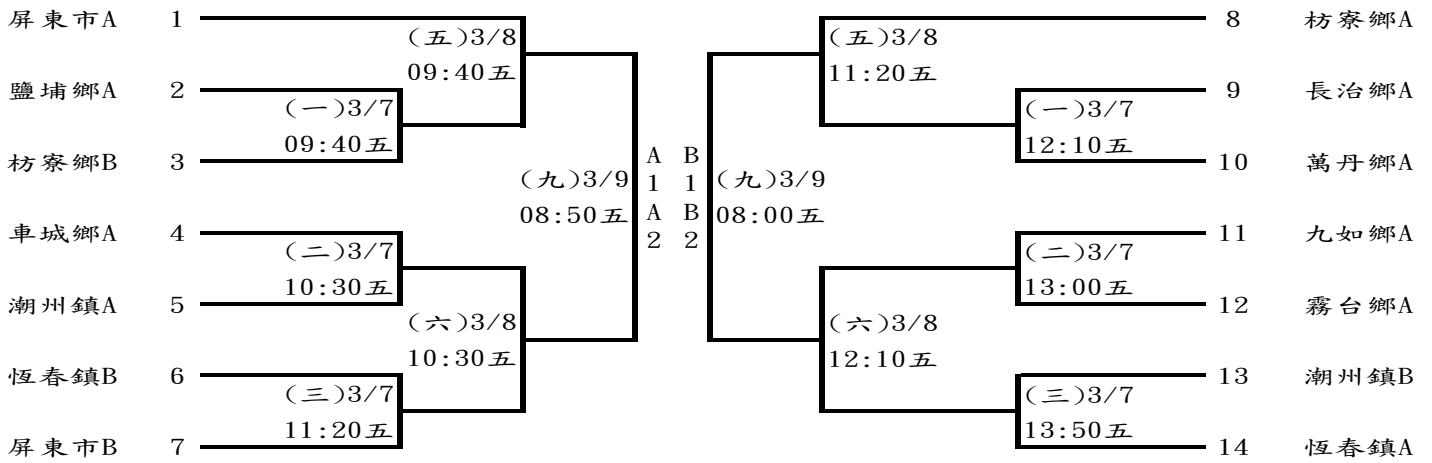 屏東市A 1
(五)3/8
09:40五
鹽埔鄉A 2
(一)3/7
09:40五
枋寮鄉B 3
(九)3/9
08:50五
車城鄉A 4
(二)3/7
10:30五
潮州鎮A 5
(六)3/8
10:30五
恆春鎮B 6
(三)3/7
11:20五
屏東市B 7
A B
1 1
A B
2 2
8 枋寮鄉A
(五)3/8
11:20五
9 長治鄉A
(一)3/7
12:10五
10 萬丹鄉A
(九)3/9
08:00五
11 九如鄉A
(二)3/7
13:00五
12 霧台鄉A
(六)3/8
12:10五
13 潮州鎮B
(三)3/7
13:50五
14 恆春鎮A